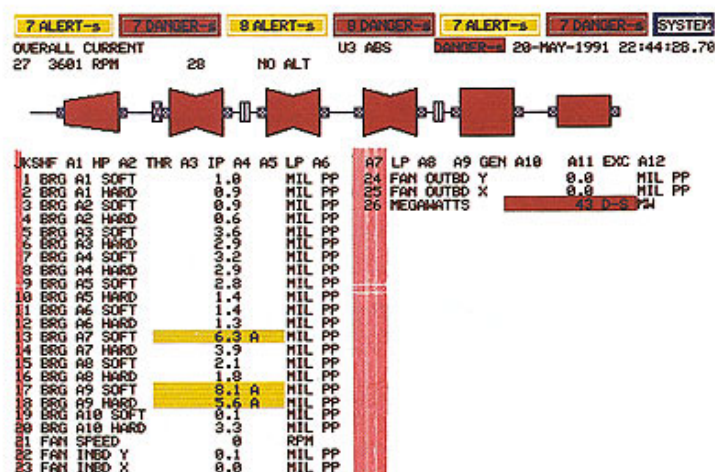 7 ALERT-s 7 DANGER-s 8 ALERT-s 8 DANGER-s 7 ALERT-s 7 DANGER-s SYSTEM
OVERALL CURRENT U3 ABS DANGER-s 20-MAY-1991 22:44:28.70
27 3601 RPM 28 NO ALT
JKSHF A1 HP A2 THR A3 IP A4 A5 LP A6 A7 LP A8 A9 GEN A10 A11 EXC A12
1 BRG A1 SOFT 1.0 MIL PP
2 BRG A1 HARD 0.9 MIL PP
3 BRG A2 SOFT 0.9 MIL PP
4 BRG A2 HARD 0.6 MIL PP
5 BRG A3 SOFT 3.6 MIL PP
6 BRG A3 HARD 2.9 MIL PP
7 BRG A4 SOFT 3.2 MIL PP
8 BRG A4 HARD 2.9 MIL PP
9 BRG A5 SOFT 2.8 MIL PP
10 BRG A5 HARD 1.4 MIL PP
11 BRG A6 SOFT 1.4 MIL PP
12 BRG A6 HARD 1.3 MIL PP
13 BRG A7 SOFT 6.3 A MIL PP
14 BRG A7 HARD 3.9 MIL PP
15 BRG A8 SOFT 2.1 MIL PP
16 BRG A8 HARD 1.8 MIL PP
17 BRG A9 SOFT 8.1 A MIL PP
18 BRG A9 HARD 5.6 A MIL PP
19 BRG A10 SOFT 0.1 MIL PP
20 BRG A10 HARD 3.3 MIL PP
21 FAN SPEED 0 RPM
22 FAN INBD Y 0.1 MIL PP
23 FAN INBD X 0.0 MIL PP
24 FAN OUTBD Y 0.0 MIL PP
25 FAN OUTBD X 0.0 MIL PP
26 MEGAWATTS 43 D-S MW